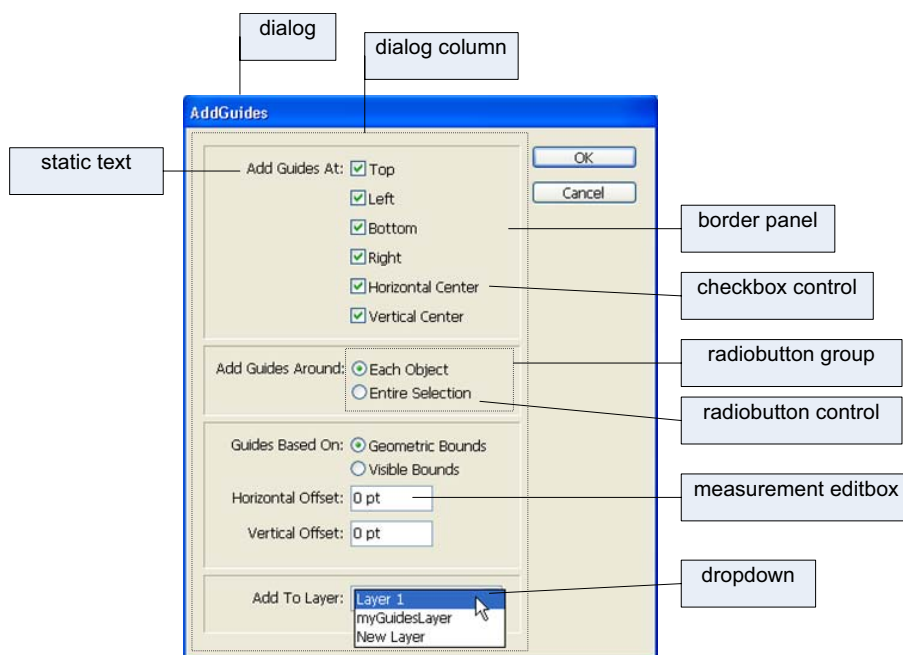 dialog
dialog column
AddGuides
static text
Add Guides At: Top
OK
Left
Cancel
Bottom
border panel
Right
Horizontal Center
checkbox control
Vertical Center
radiobutton group
Add Guides Around: Each Object
Entire Selection
radiobutton control
Guides Based On: Geometric Bounds
Visible Bounds
measurement editbox
Horizontal Offset: 0 pt
Vertical Offset: 0 pt
dropdown
Add To Layer: Layer 1
myGuidesLayer
New Layer